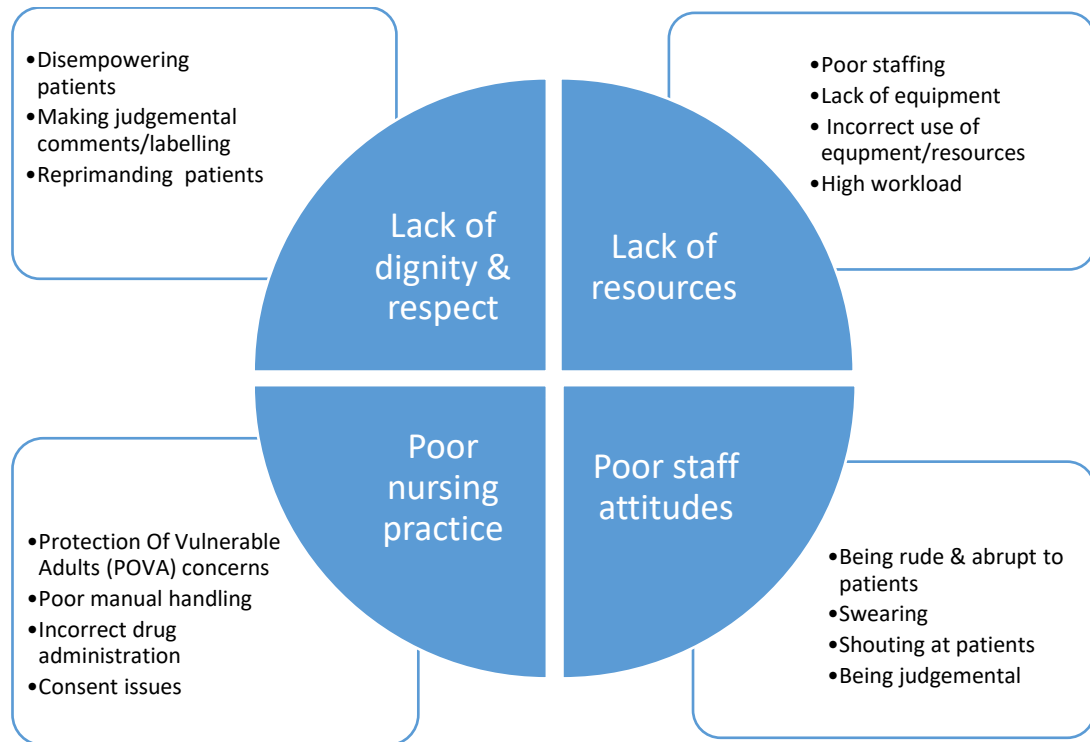 •Disempowering
patients
•Making judgemental
comments/labelling
•Reprimanding patients
•Poor staffing
•Lack of equipment
• Incorrect use of
equpment/resources
•High workload
Lack of
dignity &
respect
Lack of
resources
Poor
nursing
practice
Poor staff
attitudes
•Protection Of Vulnerable
Adults (POVA) concerns
•Poor manual handling
•Incorrect drug
administration
•Consent issues
•Being rude & abrupt to
patients
•Swearing
•Shouting at patients
•Being judgemental